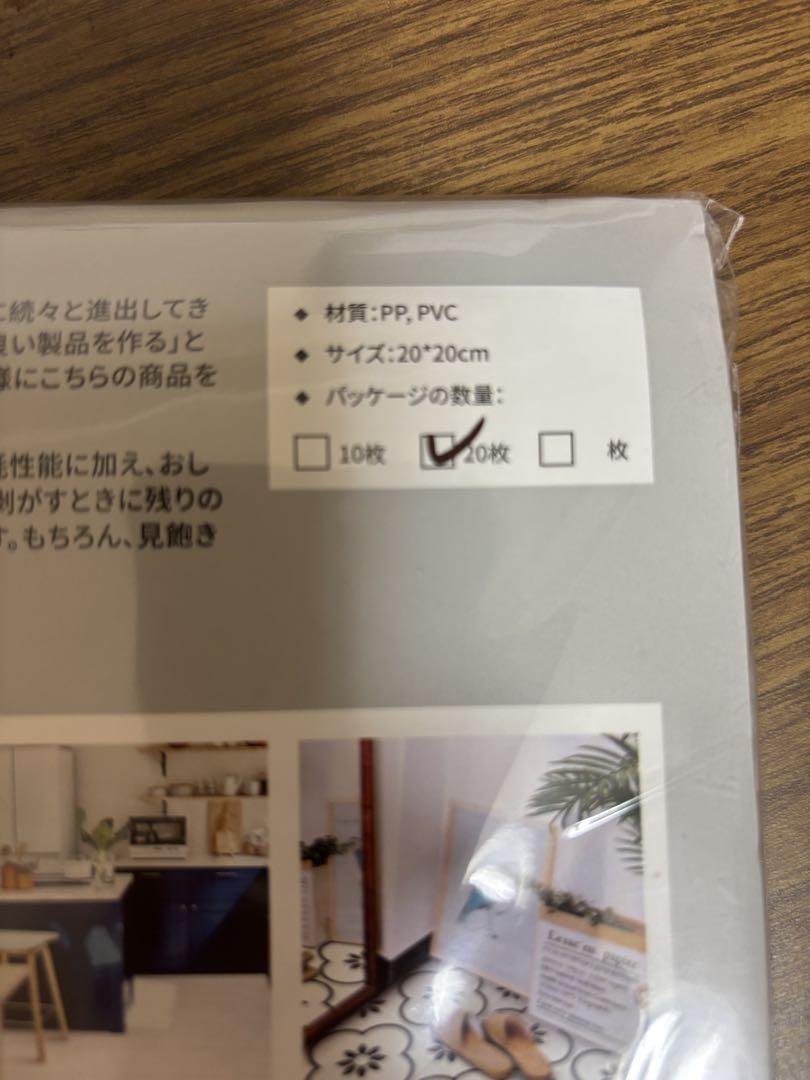 に続々と進出してき
良い製品を作る」と
様にこちらの商品を
性能に加え、おし
剥がすときに残りの
す。もちろん、見飽き
◆ 材質:PP, PVC
◆ サイズ:20*20cm
◆ パッケージの数量:
10枚 20枚 枚